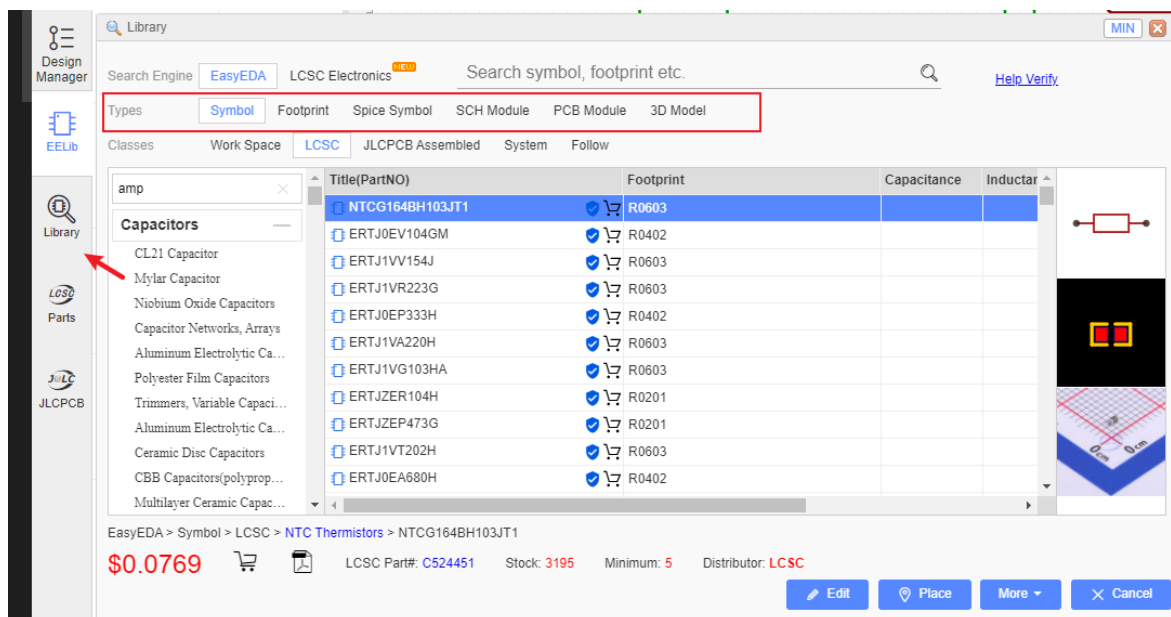 Library
MIN
Design
Manager
EELib
Library
LCSC
Parts
JLCPCB
Search Engine EasyEDA LCSC Electronics NEW Search symbol, footprint etc. Help Verify
Types Symbol Footprint Spice Symbol SCH Module PCB Module 3D Model
Classes Work Space LCSC JLCPCB Assembled System Follow
amp
Capacitors
CL21 Capacitor
Mylar Capacitor
Niobium Oxide Capacitors
Capacitor Networks, Arrays
Aluminum Electrolytic Ca...
Polyester Film Capacitors
Trimmers, Variable Capaci...
Aluminum Electrolytic Ca...
Ceramic Disc Capacitors
CBB Capacitors(polyprop...
Multilayer Ceramic Capac...
Title(PartNO) Footprint Capacitance Inductar
NTCG164BH103JT1 R0603
ERTJ0EV104GM R0402
ERTJ1VV154J R0603
ERTJ1VR223G R0603
ERTJ0EP333H R0402
ERTJ1VA220H R0603
ERTJ1VG103HA R0603
ERTJZER104H R0201
ERTJZEP473G R0201
ERTJ1VT202H R0603
ERTJ0EA680H R0402
EasyEDA > Symbol > LCSC > NTC Thermistors > NTCG164BH103JT1
$0.0769 LCSC Part#: C524451 Stock: 3195 Minimum: 5 Distributor: LCSC
Edit Place More Cancel